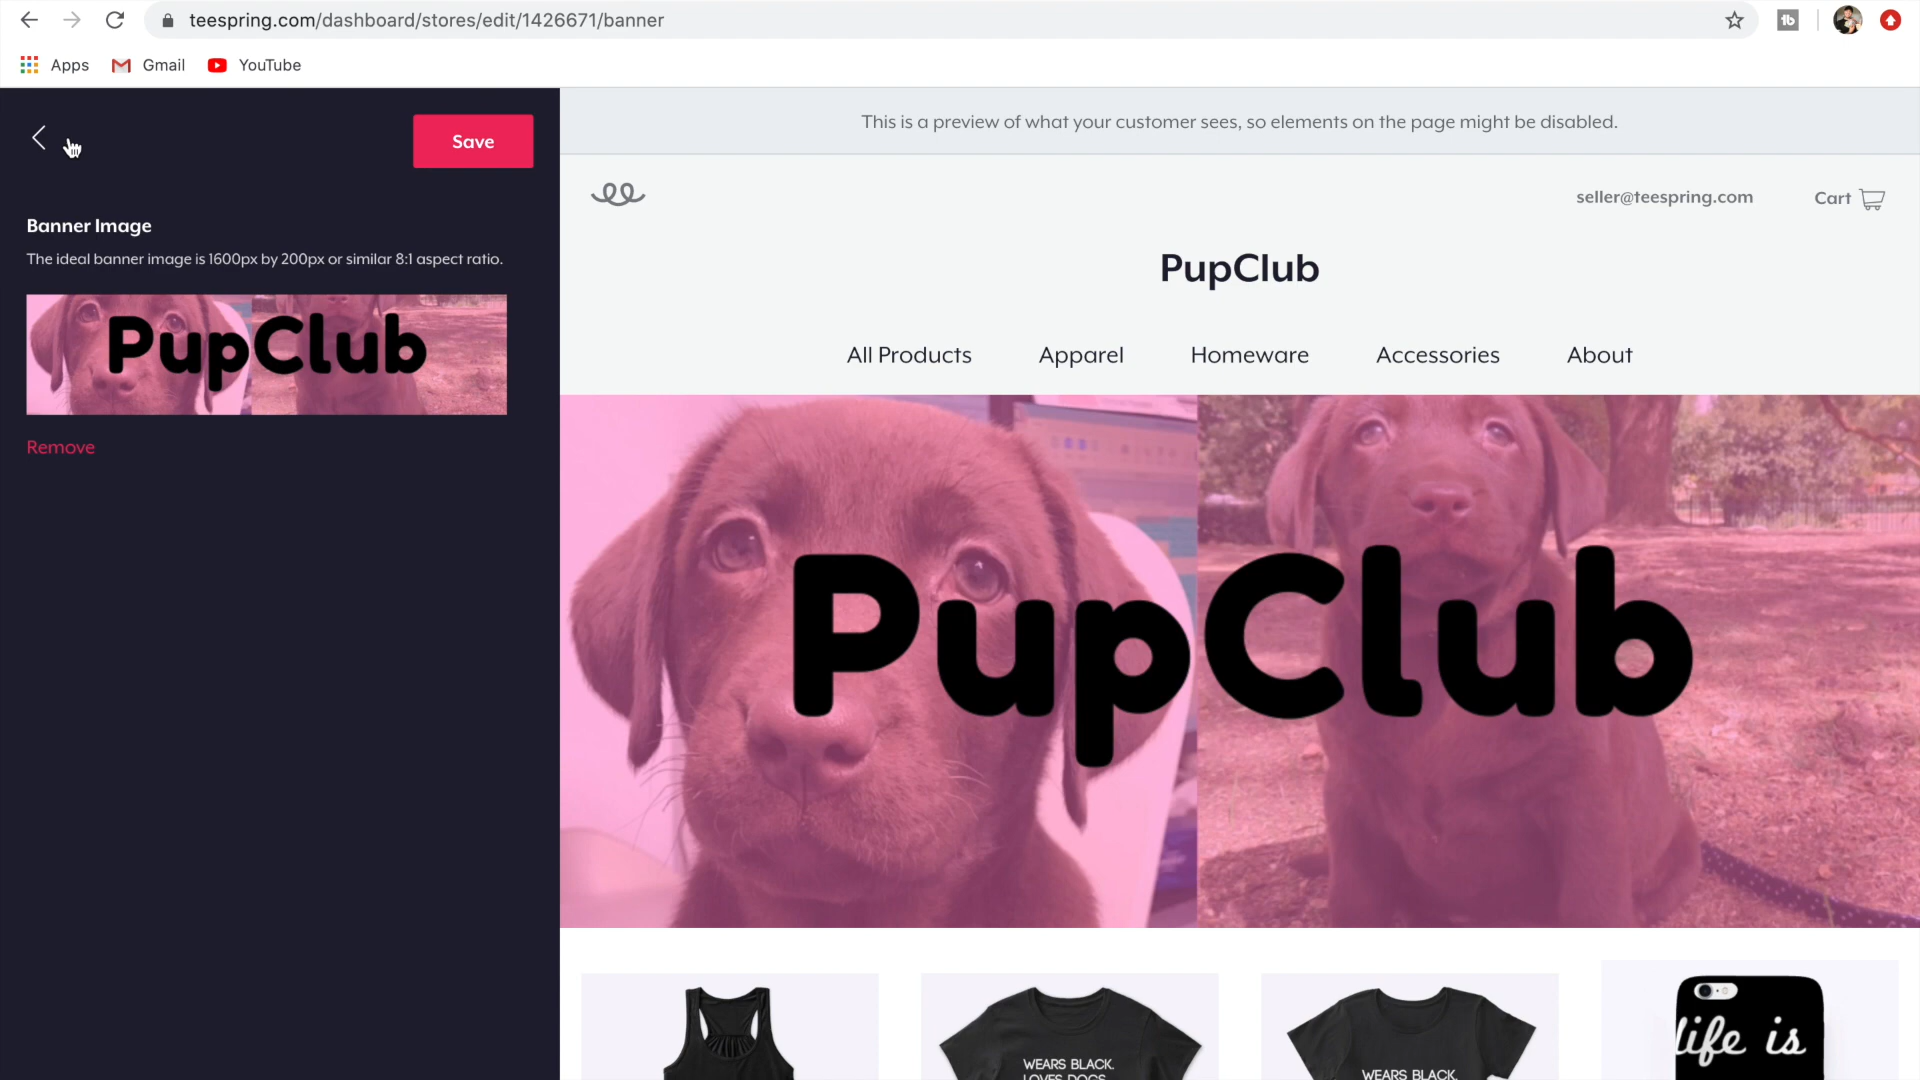 teespring.com/dashboard/stores/edit/1426671/banner
Apps
Gmail
YouTube
Save
Banner Image
The ideal banner image is 1600px by 200px or similar 8:1 aspect ratio.
PupClub
Remove
This is a preview of what your customer sees, so elements on the page might be disabled.
seller@teespring.com
Cart
PupClub
All Products
Apparel
Homeware
Accessories
About
PupClub
WEARS BLACK.
LOVES DOGS.
WEARS BLACK.
life is